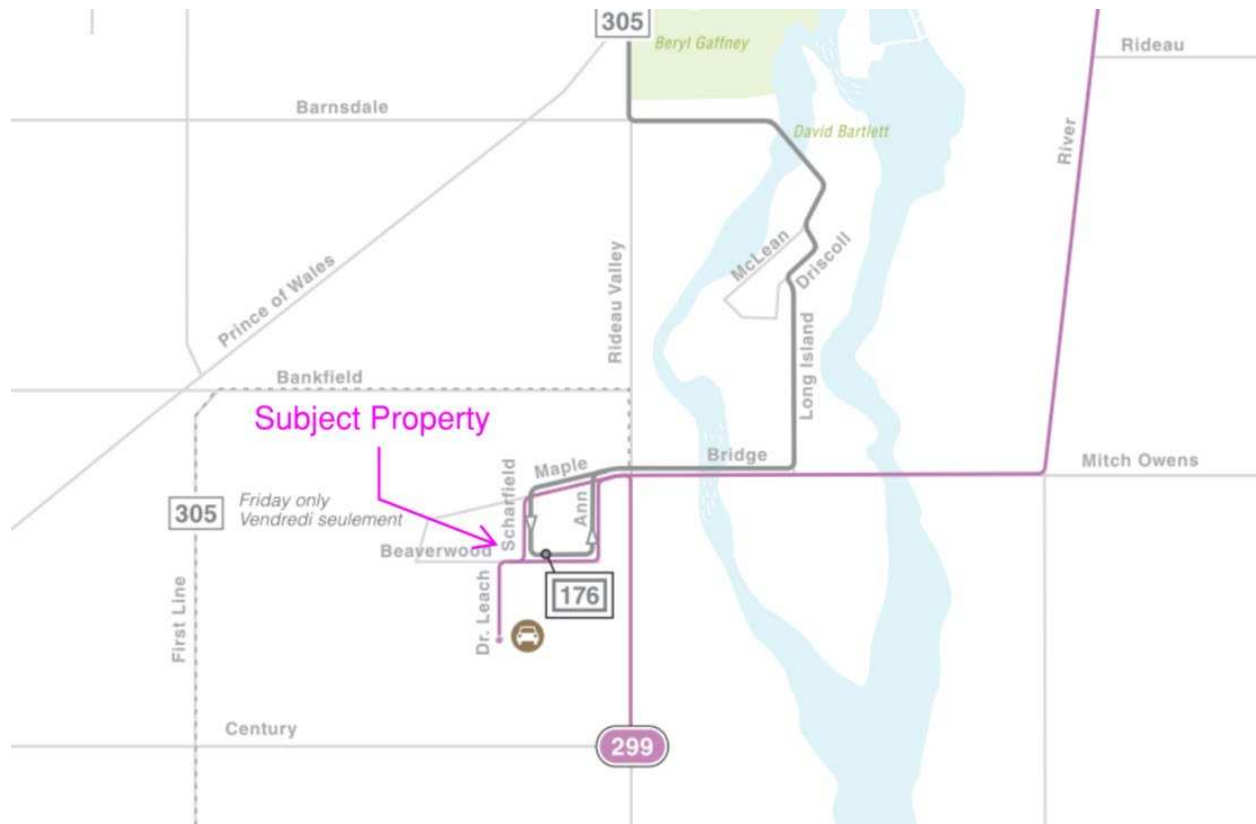 305
Beryl Gaffney
Rideau
Barnsdale
David Bartlett
River
McLean
Driscoll
Prince of Wales
Rideau Valley
Long Island
Bankfield
Subject Property
Maple
Bridge
Mitch Owens
Scharfield
Ann
305
Friday only
Vendredi seulement
Beaverwood
176
First Line
Dr. Leach
Century
299